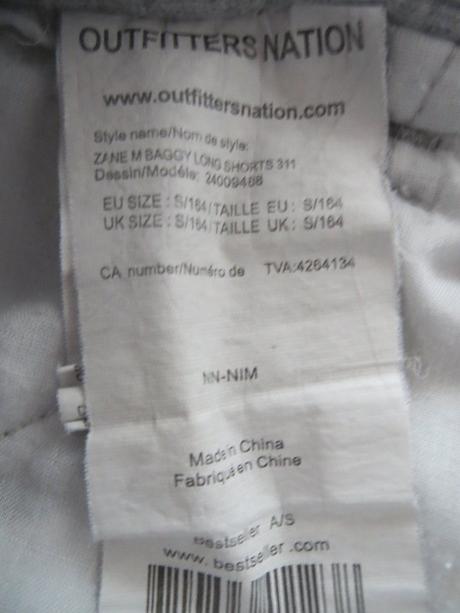 OUTFITTERS NATION
www.outfittersnation.com
Style name/Nom de style:
ZANE M BAGGY LONG SHORTS 311
Dessin/Modéle: 24009468
EU SIZE : S/164/TAILLE EU : S/164
UK SIZE : S/164/TAILLE UK : S/164
CA number/Numéro de TVA:4264134
NN-NIM
Made in China
Fabriqué en Chine
Bestseller A/S
www.bestseller.com